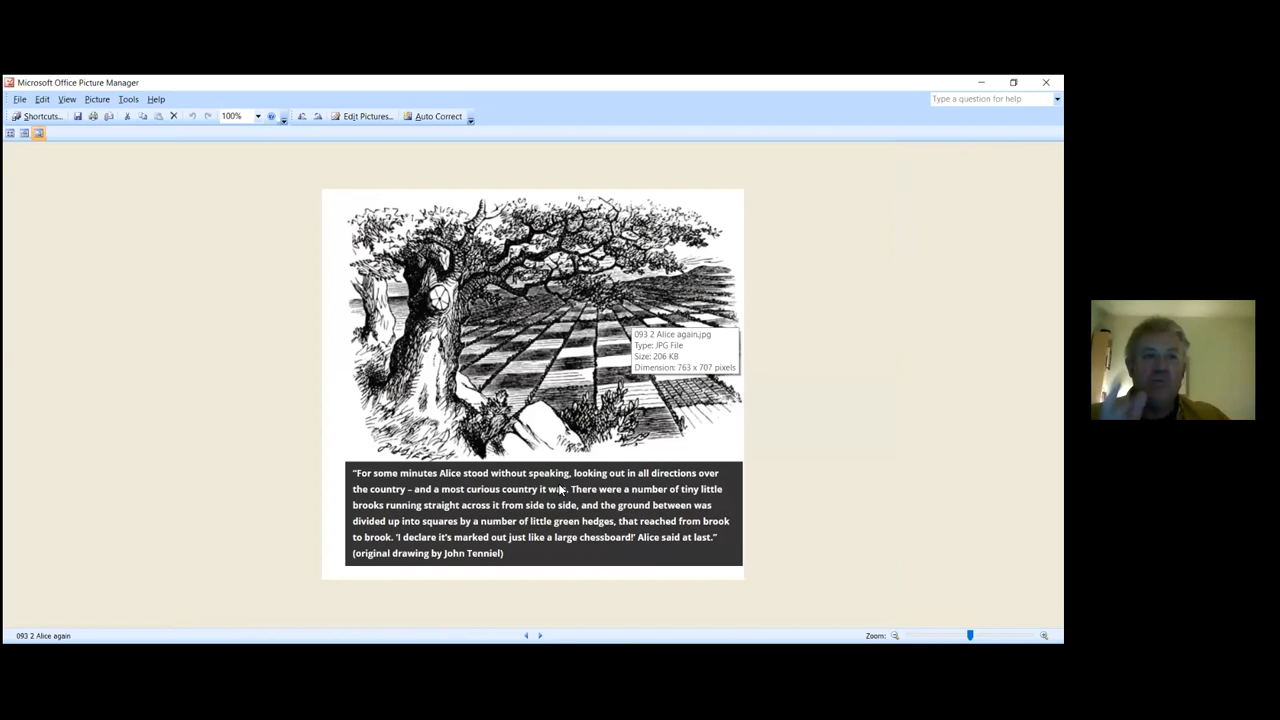 Microsoft Office Picture Manager
File Edit View Picture Tools Help
Type a question for help
Shortcuts... 100% Edit Pictures... Auto Correct
093 2 Alice again.jpg
Type: JPG File
Size: 206 KB
Dimension: 763 x 707 pixels
“For some minutes Alice stood without speaking, looking out in all directions over
the country – and a most curious country it was. There were a number of tiny little
brooks running straight across it from side to side, and the ground between was
divided up into squares by a number of little green hedges, that reached from brook
to brook. ‘I declare it’s marked out just like a large chessboard!’ Alice said at last.”
(original drawing by John Tenniel)
093 2 Alice again
Zoom: